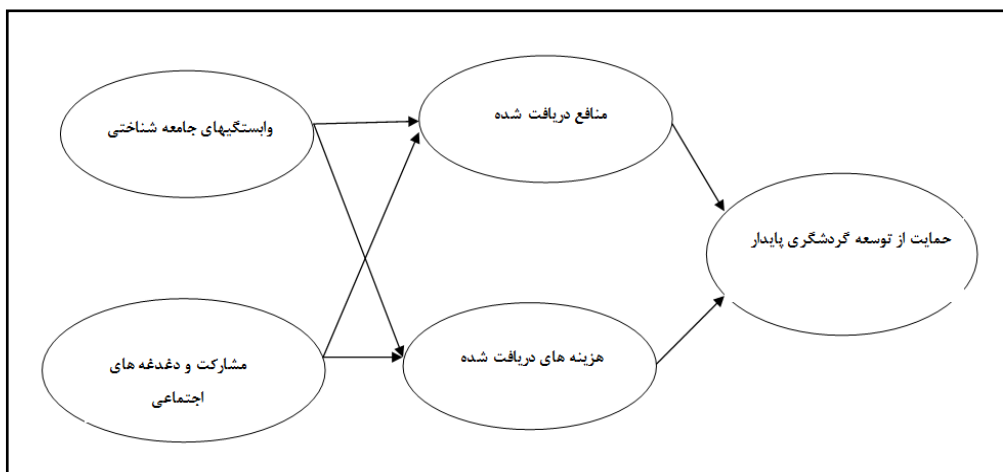 وابستگیهای جامعه شناختی
منافع دریافت شده
حمایت از توسعه گردشگری پایدار
مشارکت و دغدغه های
اجتماعی
هزینه های دریافت شده